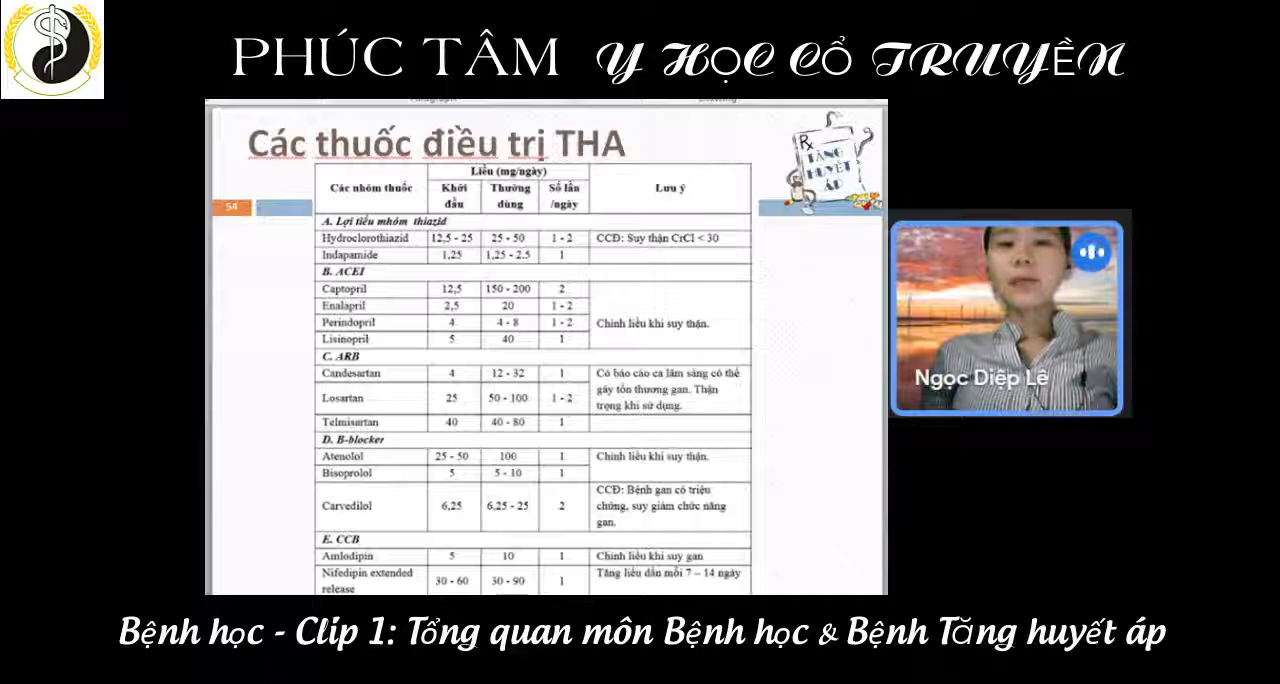 PHÚC TÂM Y HỌC CỔ TRUYỀN
Các thuốc điều trị THA
Rx
TĂNG
HUYẾT
ÁP
54
Các nhóm thuốc
Liều (mg/ngày)
Lưu ý
Khởi đầu
Thường dùng
Số lần /ngày
A. Lợi tiểu nhóm thiazid
Hydroclorothiazid 12,5 - 25 25 - 50 1 - 2 CCĐ: Suy thận CrCl < 30
Indapamide 1,25 1,25 - 2.5 1
B. ACEI
Captopril 12,5 150 - 200 2
Enalapril 2,5 20 1 - 2
Perindopril 4 4 - 8 1 - 2 Chỉnh liều khi suy thận.
Lisinopril 5 40 1
C. ARB
Candesartan 4 12 - 32 1 Có báo cáo ca lâm sàng có thể
gây tổn thương gan. Thận
Losartan 25 50 - 100 1 - 2
trọng khi sử dụng.
Telmisartan 40 40 - 80 1
D. B-blocker
Atenolol 25 - 50 100 1 Chỉnh liều khi suy thận.
Bisoprolol 5 5 - 10 1
CCĐ: Bệnh gan có triệu
Carvedilol 6,25 6,25 - 25 2 chứng, suy giảm chức năng
gan.
E. CCB
Amlodipin 5 10 1 Chỉnh liều khi suy gan
Nifedipin extended release 30 - 60 30 - 90 1 Tăng liều dần mỗi 7 – 14 ngày
Ngọc Diệp Lê
Bệnh học - Clip 1: Tổng quan môn Bệnh học & Bệnh Tăng huyết áp